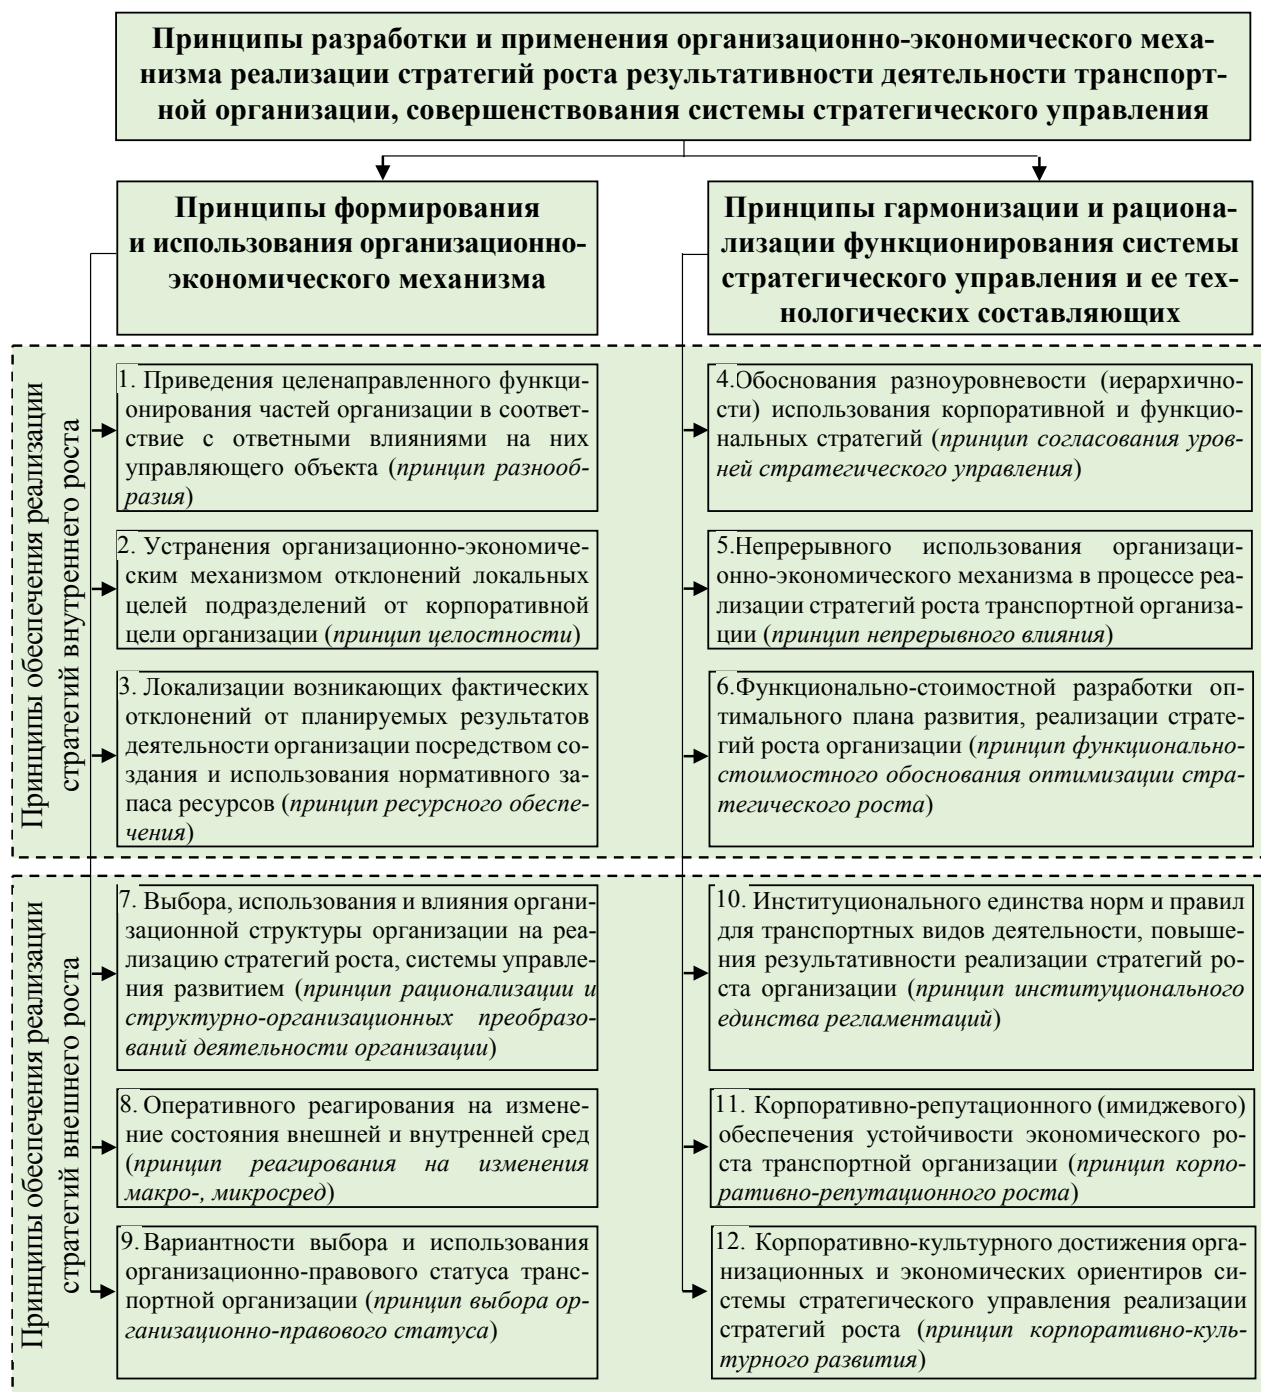 Принципы разработки и применения организационно-экономического меха-
низма реализации стратегий роста результативности деятельности транспорт-
ной организации, совершенствования системы стратегического управления
Принципы формирования
и использования организационно-
экономического механизма
Принципы гармонизации и рациона-
лизации функционирования системы
стратегического управления и ее тех-
нологических составляющих
Принципы обеспечения реализации
стратегий внутреннего роста
1. Приведения целенаправленного функци-
онирования частей организации в соответ-
ствие с ответными влияниями на них
управляющего объекта (принцип разнооб-
разия)
2. Устранения организационно-экономиче-
ским механизмом отклонений локальных
целей подразделений от корпоративной
цели организации (принцип целостности)
3. Локализации возникающих фактических
отклонений от планируемых результатов
деятельности организации посредством со-
здания и использования нормативного за-
паса ресурсов (принцип ресурсного обеспе-
чения)
4.Обоснования разноуровневости (иерархично-
сти) использования корпоративной и функцио-
нальных стратегий (принцип согласования уров-
ней стратегического управления)
5.Непрерывного использования организаци-
онно-экономического механизма в процессе реа-
лизации стратегий роста транспортной организа-
ции (принцип непрерывного влияния)
6.Функционально-стоимостной разработки оп-
тимального плана развития, реализации страте-
гий роста организации (принцип функционально-
стоимостного обоснования оптимизации стра-
тегического роста)
Принципы обеспечения реализации
стратегий внешнего роста
7. Выбора, использования и влияния органи-
зационной структуры организации на реа-
лизацию стратегий роста, системы управле-
ния развитием (принцип рационализации и
структурно-организационных преобразо-
ваний деятельности организации)
8. Оперативного реагирования на измене-
ние состояния внешней и внутренней сред
(принцип реагирования на изменения
макро-, микросред)
9. Вариантности выбора и использования
организационно-правового статуса транс-
портной организации (принцип выбора ор-
ганизационно-правового статуса)
10. Институционального единства норм и правил
для транспортных видов деятельности, повыше-
ния результативности реализации стратегий ро-
ста организации (принцип институционального
единства регламентаций)
11. Корпоративно-репутационного (имиджевого)
обеспечения устойчивости экономического ро-
ста транспортной организации (принцип корпо-
ративно-репутационного роста)
12. Корпоративно-культурного достижения орга-
низационных и экономических ориентиров си-
стемы стратегического управления реализации
стратегий роста (принцип корпоративно-куль-
турного развития)